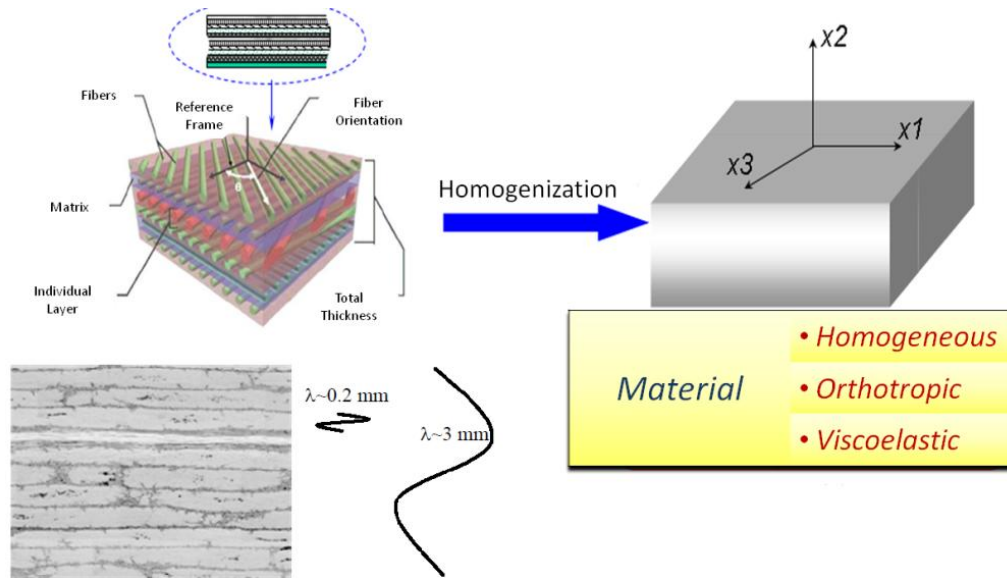 Fibers
Reference
Frame
Fiber
Orientation
θ
Matrix
Individual
Layer
Total
Thickness
Homogenization
x2
x1
x3
λ~0.2 mm
λ~3 mm
Material
• Homogeneous
• Orthotropic
• Viscoelastic